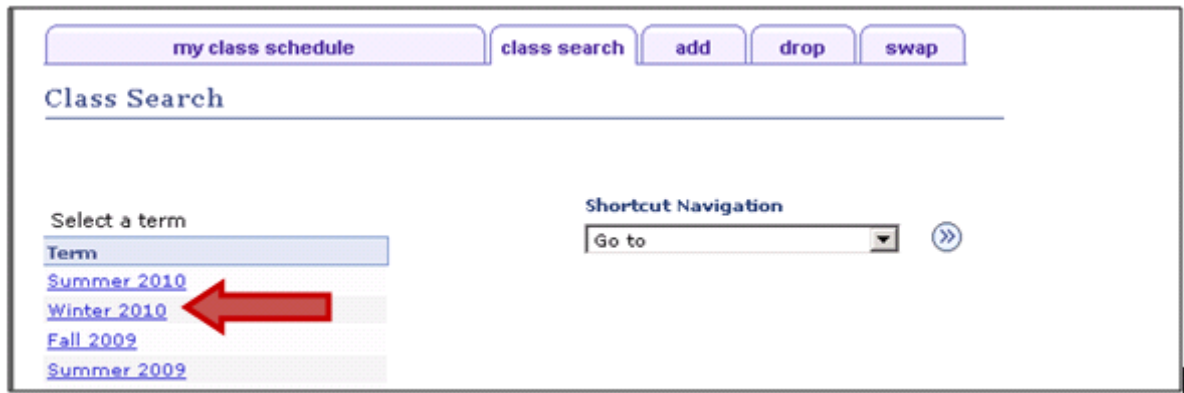 my class schedule class search add drop swap
Class Search
Select a term
Term
Summer 2010
Winter 2010
Fall 2009
Summer 2009
Shortcut Navigation
Go to